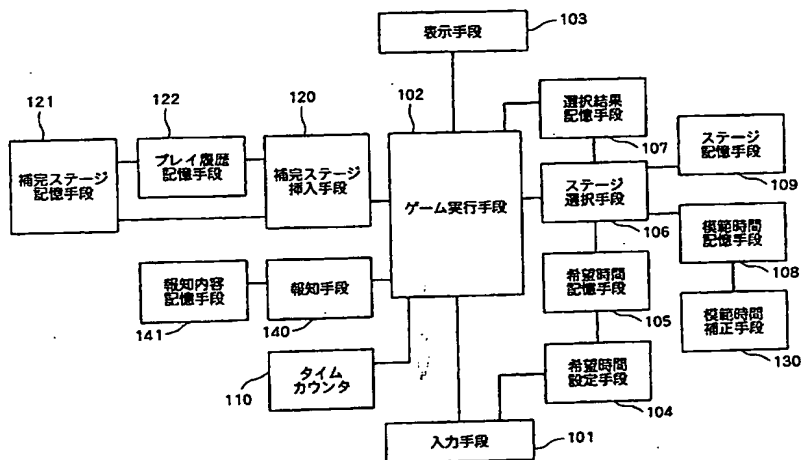 表示手段
103
121
122
120
102
補完ステージ
記憶手段
プレイ履歴
記憶手段
補完ステージ
挿入手段
ゲーム実行手段
選択結果
記憶手段
107
ステージ
記憶手段
109
ステージ
選択手段
106
模範時間
記憶手段
108
報知内容
記憶手段
141
報知手段
140
希望時間
記憶手段
105
模範時間
補正手段
130
タイム
カウンタ
110
希望時間
設定手段
104
入力手段
101